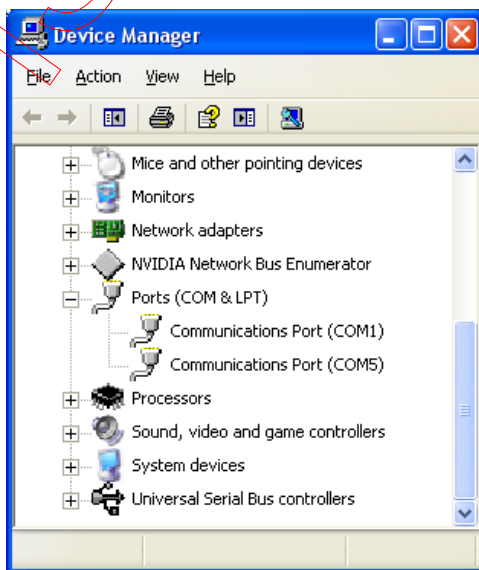 Device Manager
File Action View Help
Mice and other pointing devices
Monitors
Network adapters
NVIDIA Network Bus Enumerator
Ports (COM & LPT)
Communications Port (COM1)
Communications Port (COM5)
Processors
Sound, video and game controllers
System devices
Universal Serial Bus controllers